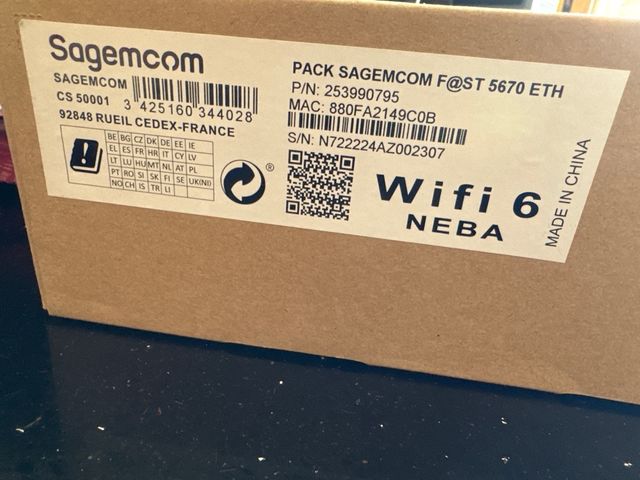 Sagemcom
SAGEMCOM
CS 50001
3 425160 344028
92848 RUEIL CEDEX-FRANCE
BE BG CZ DK DE EE IE
EL ES FR HR IT CY LV
LT LU HU MT NL AT PL
PT RO SI SK FI SE UK(NI)
NO CH IS TR LI
®
PACK SAGEMCOM F@ST 5670 ETH
P/N: 253990795
MAC: 880FA2149C0B
S/N: N722224AZ002307
Wifi 6
NEBA
MADE IN CHINA